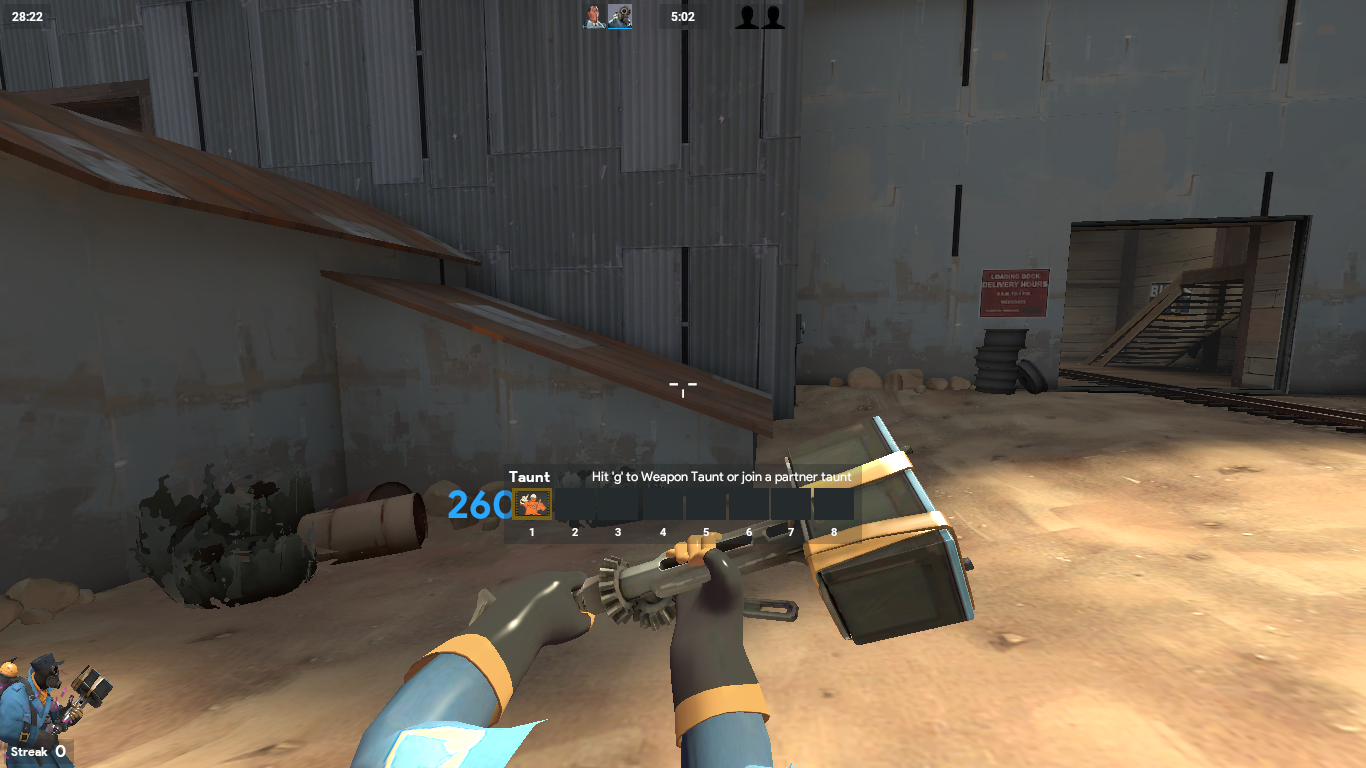 28:22
5:02
LOADING DOCK
DELIVERY HOURS
Taunt Hit 'g' to Weapon Taunt or join a partner taunt
260
1 2 3 4 5 6 7 8
Streak 0